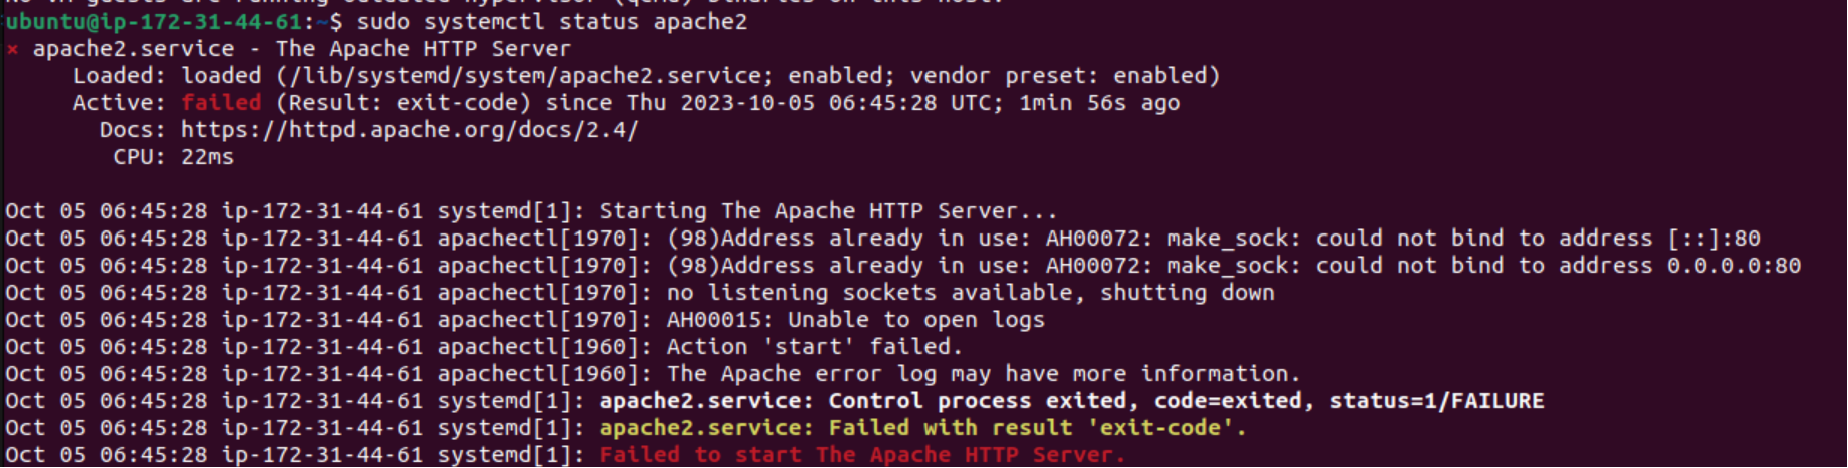 No VM guests are running outdated hypervisor (qemu) binaries on this host.
ubuntu@ip-172-31-44-61:~$ sudo systemctl status apache2
× apache2.service - The Apache HTTP Server
     Loaded: loaded (/lib/systemd/system/apache2.service; enabled; vendor preset: enabled)
     Active: failed (Result: exit-code) since Thu 2023-10-05 06:45:28 UTC; 1min 56s ago
       Docs: https://httpd.apache.org/docs/2.4/
        CPU: 22ms

Oct 05 06:45:28 ip-172-31-44-61 systemd[1]: Starting The Apache HTTP Server...
Oct 05 06:45:28 ip-172-31-44-61 apachectl[1970]: (98)Address already in use: AH00072: make_sock: could not bind to address [::]:80
Oct 05 06:45:28 ip-172-31-44-61 apachectl[1970]: (98)Address already in use: AH00072: make_sock: could not bind to address 0.0.0.0:80
Oct 05 06:45:28 ip-172-31-44-61 apachectl[1970]: no listening sockets available, shutting down
Oct 05 06:45:28 ip-172-31-44-61 apachectl[1970]: AH00015: Unable to open logs
Oct 05 06:45:28 ip-172-31-44-61 apachectl[1960]: Action 'start' failed.
Oct 05 06:45:28 ip-172-31-44-61 apachectl[1960]: The Apache error log may have more information.
Oct 05 06:45:28 ip-172-31-44-61 systemd[1]: apache2.service: Control process exited, code=exited, status=1/FAILURE
Oct 05 06:45:28 ip-172-31-44-61 systemd[1]: apache2.service: Failed with result 'exit-code'.
Oct 05 06:45:28 ip-172-31-44-61 systemd[1]: Failed to start The Apache HTTP Server.